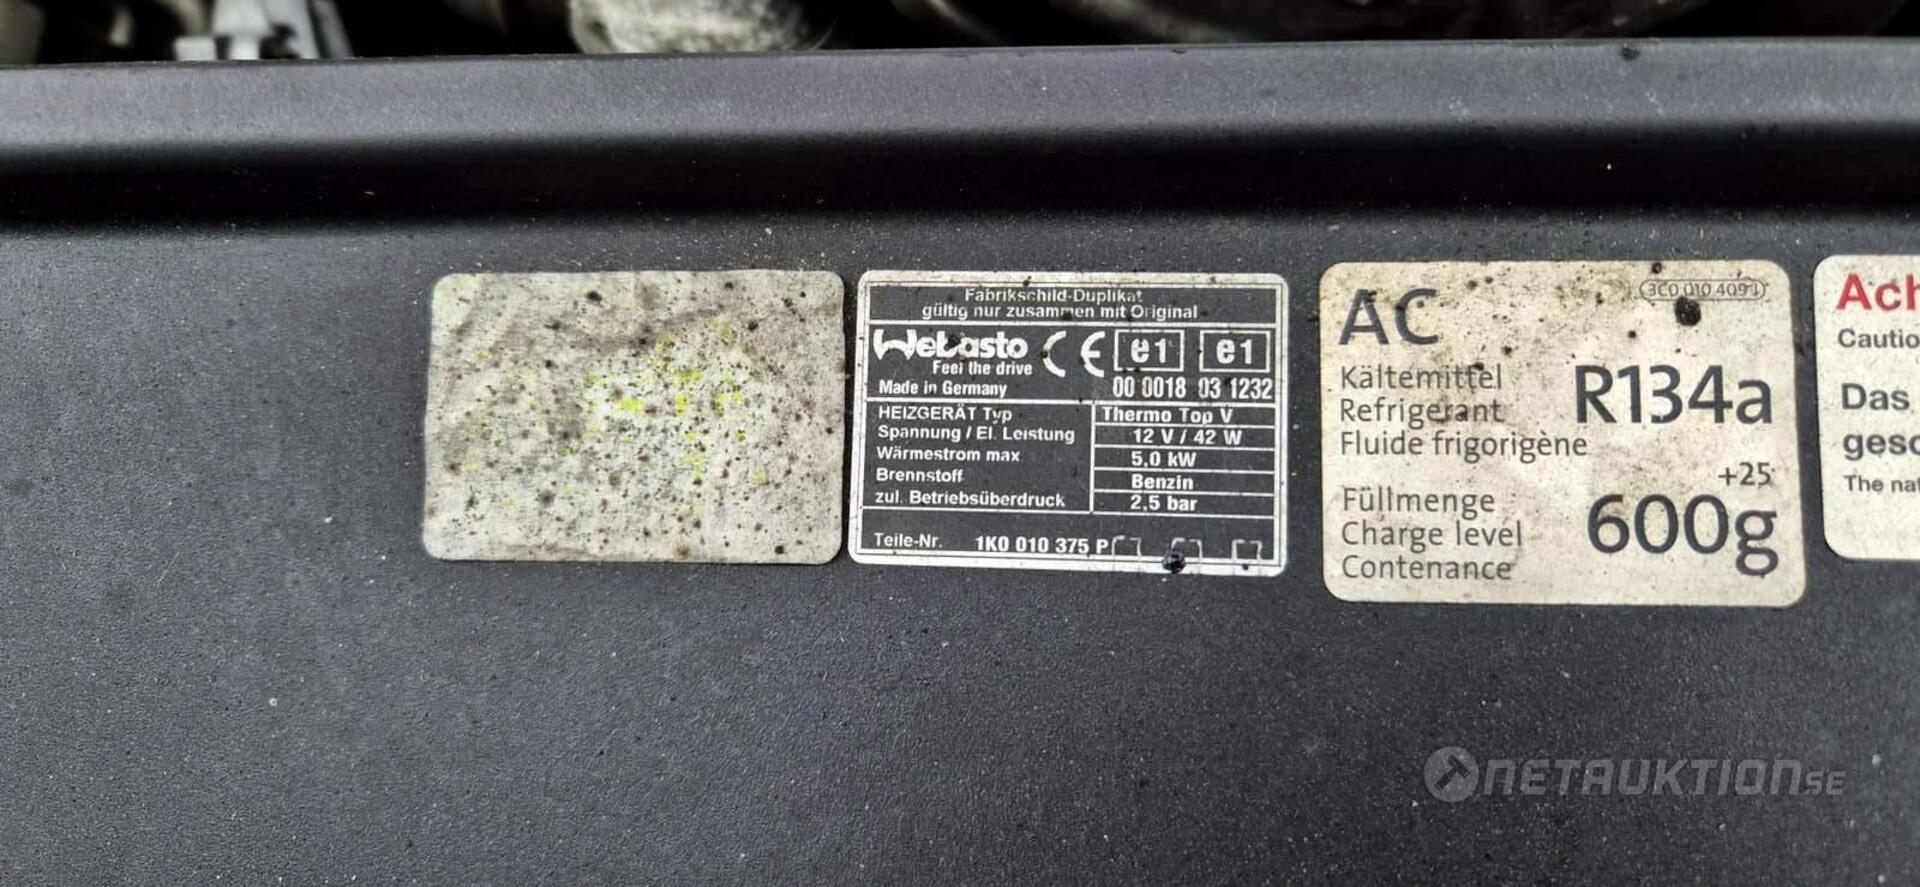 Fabrikschild-Duplikat
gültig nur zusammen mit Original
Webasto
Feel the drive
CE e1 e1
Made in Germany 00 0018 03 1232
HEIZGERÄT Typ Thermo Top V
Spannung / El. Leistung 12 V / 42 W
Wärmestrom max 5,0 kW
Brennstoff Benzin
zul. Betriebsüberdruck 2,5 bar
Teile-Nr. 1K0 010 375 P
AC
Kältemittel
Refrigerant R134a
Fluide frigorigène
+25
Füllmenge
Charge level 600g
Contenance
Ach
Cautio
Das
gesc
The nat
NETAUKTION.SE